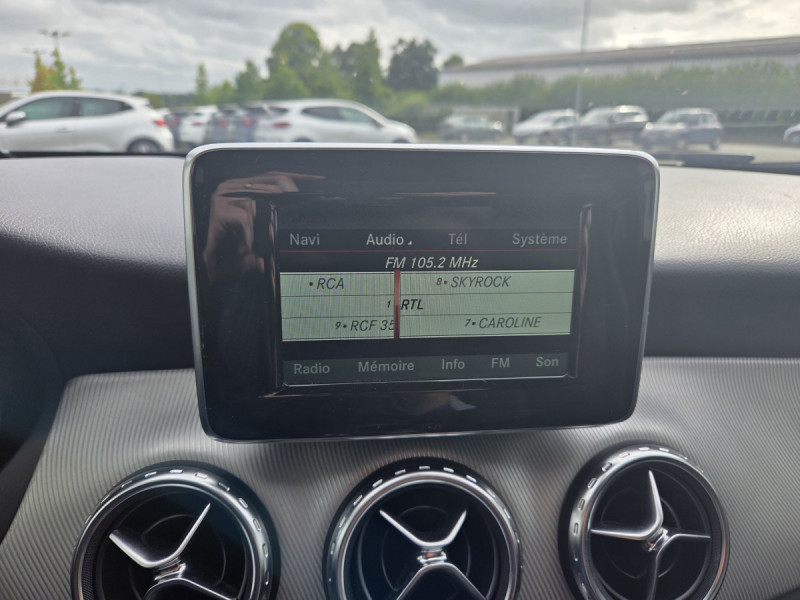 Navi Audio Tél Système
FM 105.2 MHz
•RCA 8•SKYROCK
1 RTL
9•RCF 35 7•CAROLINE
Radio Mémoire Info FM Son